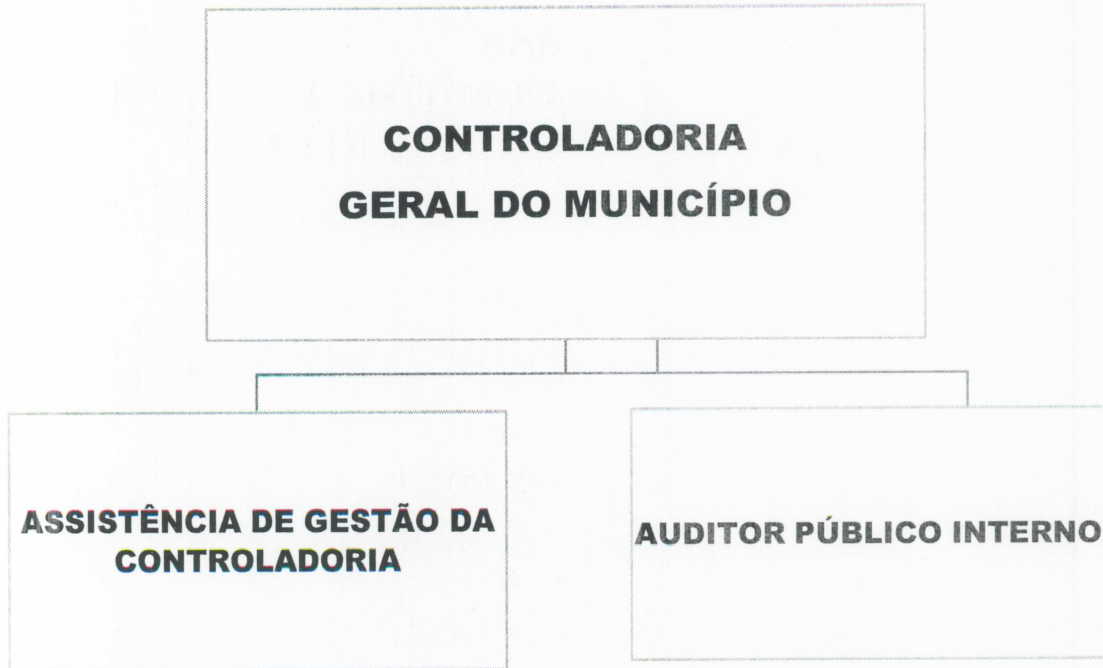 CONTROLADORIA
GERAL DO MUNICÍPIO
ASSISTÊNCIA DE GESTÃO DA
CONTROLADORIA
AUDITOR PÚBLICO INTERNO